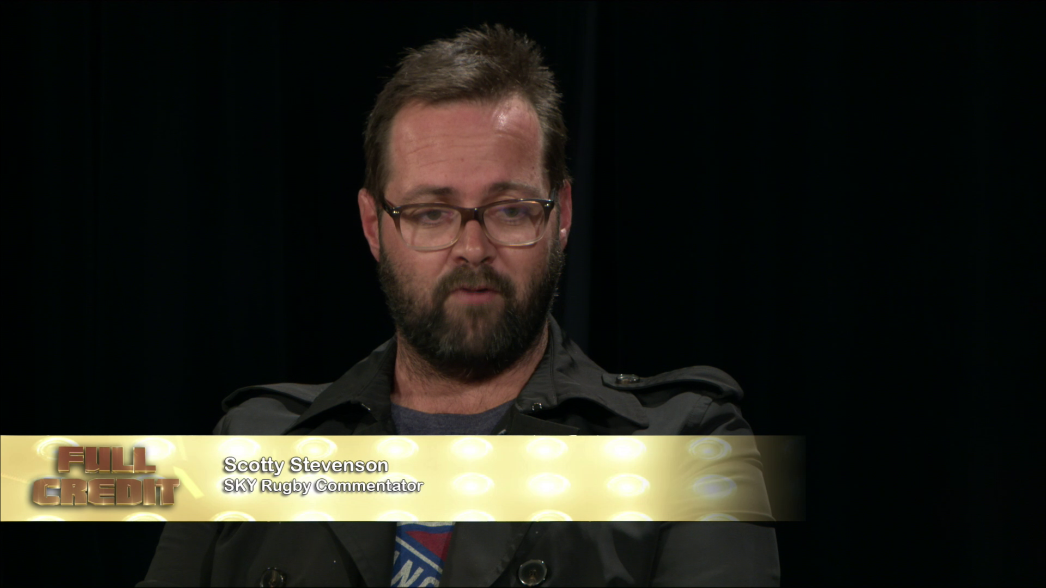 FULL
CREDIT
Scotty Stevenson
SKY Rugby Commentator